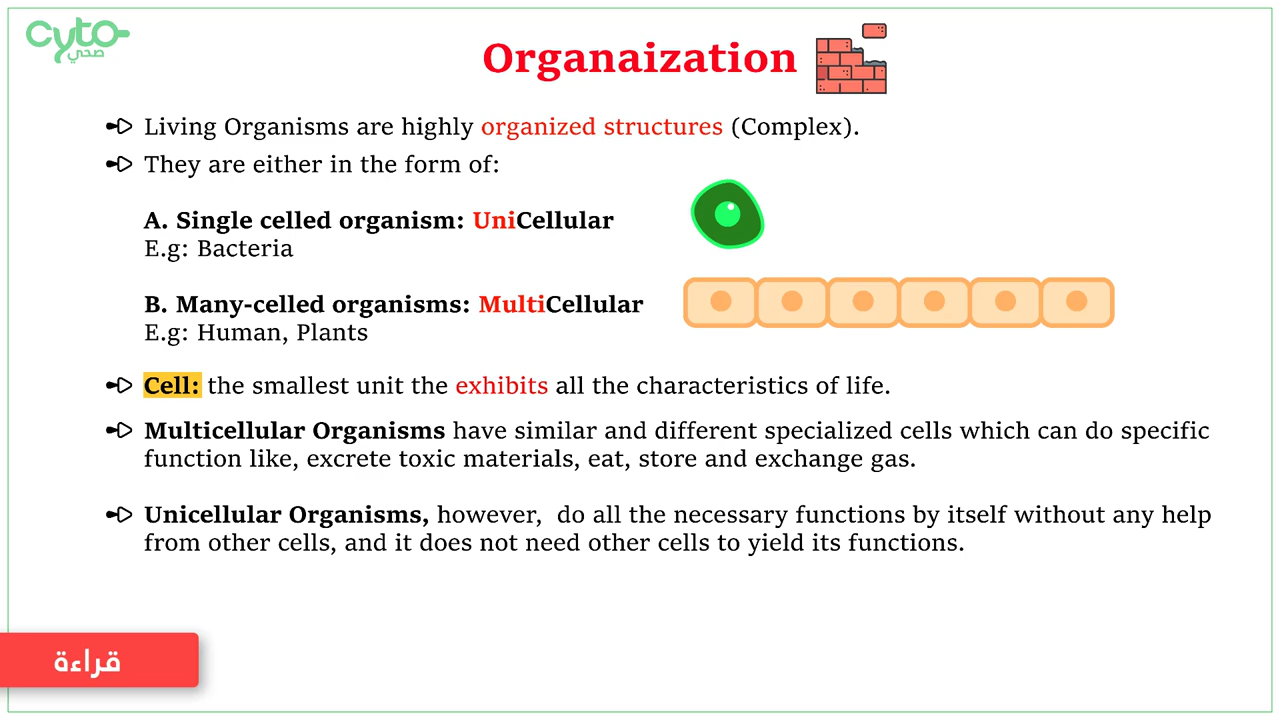 cyto
صحي
Organaization
Living Organisms are highly organized structures (Complex).
They are either in the form of:
A. Single celled organism: UniCellular
E.g: Bacteria
B. Many-celled organisms: MultiCellular
E.g: Human, Plants
Cell: the smallest unit the exhibits all the characteristics of life.
Multicellular Organisms have similar and different specialized cells which can do specific
function like, excrete toxic materials, eat, store and exchange gas.
Unicellular Organisms, however, do all the necessary functions by itself without any help
from other cells, and it does not need other cells to yield its functions.
قراءة